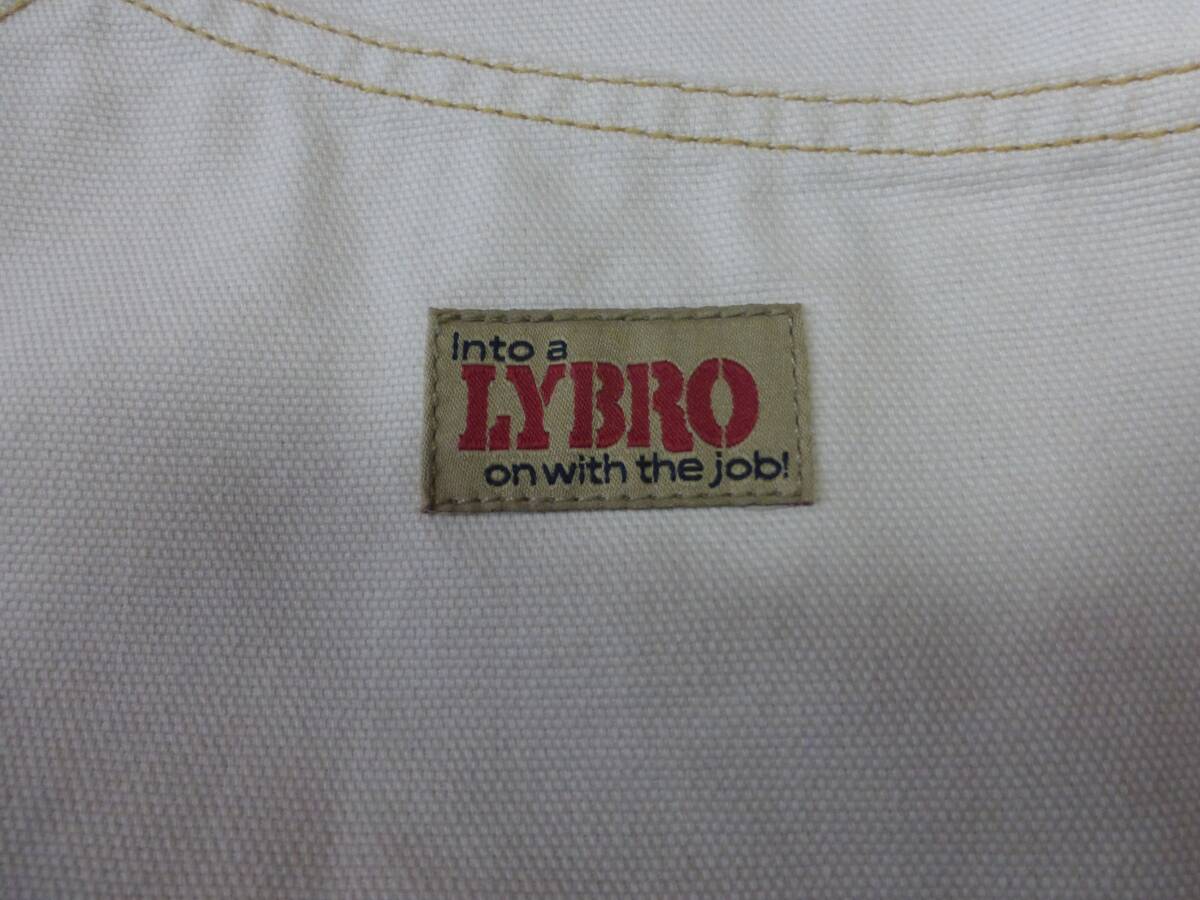 Into a
LYBRO
on with the job!